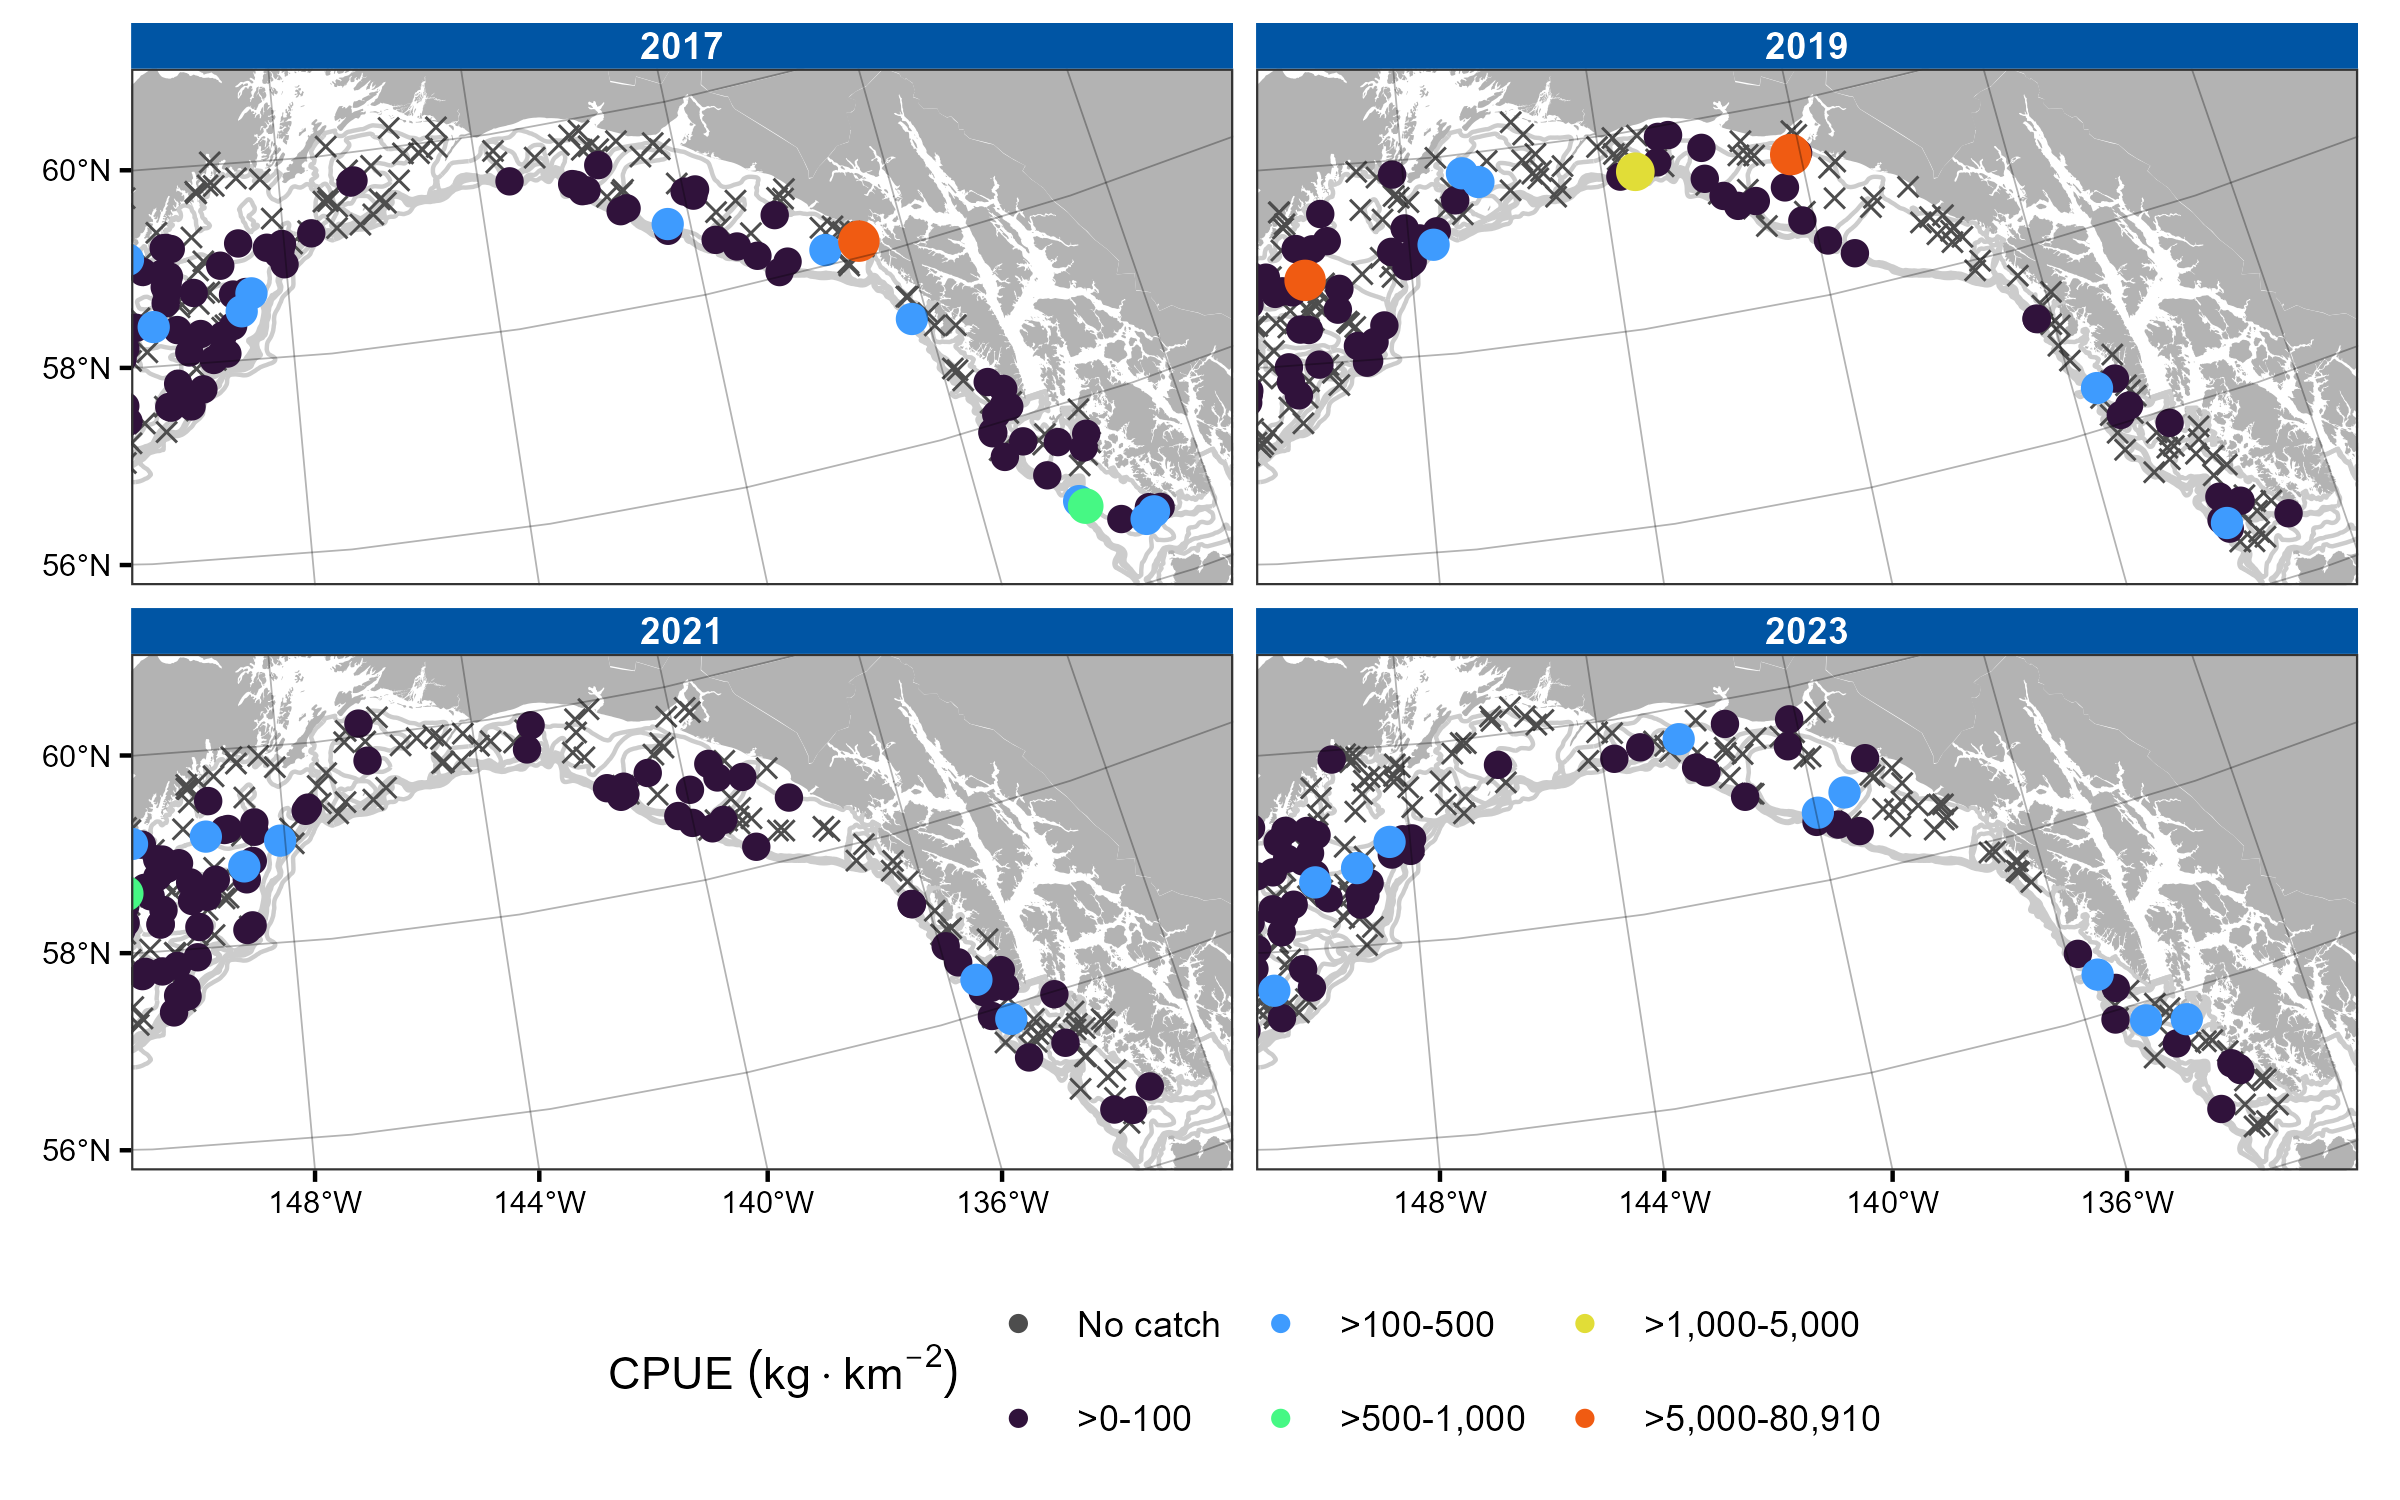 2017
2019
60°N
58°N
56°N
2021
2023
60°N
58°N
56°N
148°W 144°W 140°W 136°W 148°W 144°W 140°W 136°W
CPUE (kg · km⁻²)
No catch >100-500 >1,000-5,000
>0-100 >500-1,000 >5,000-80,910